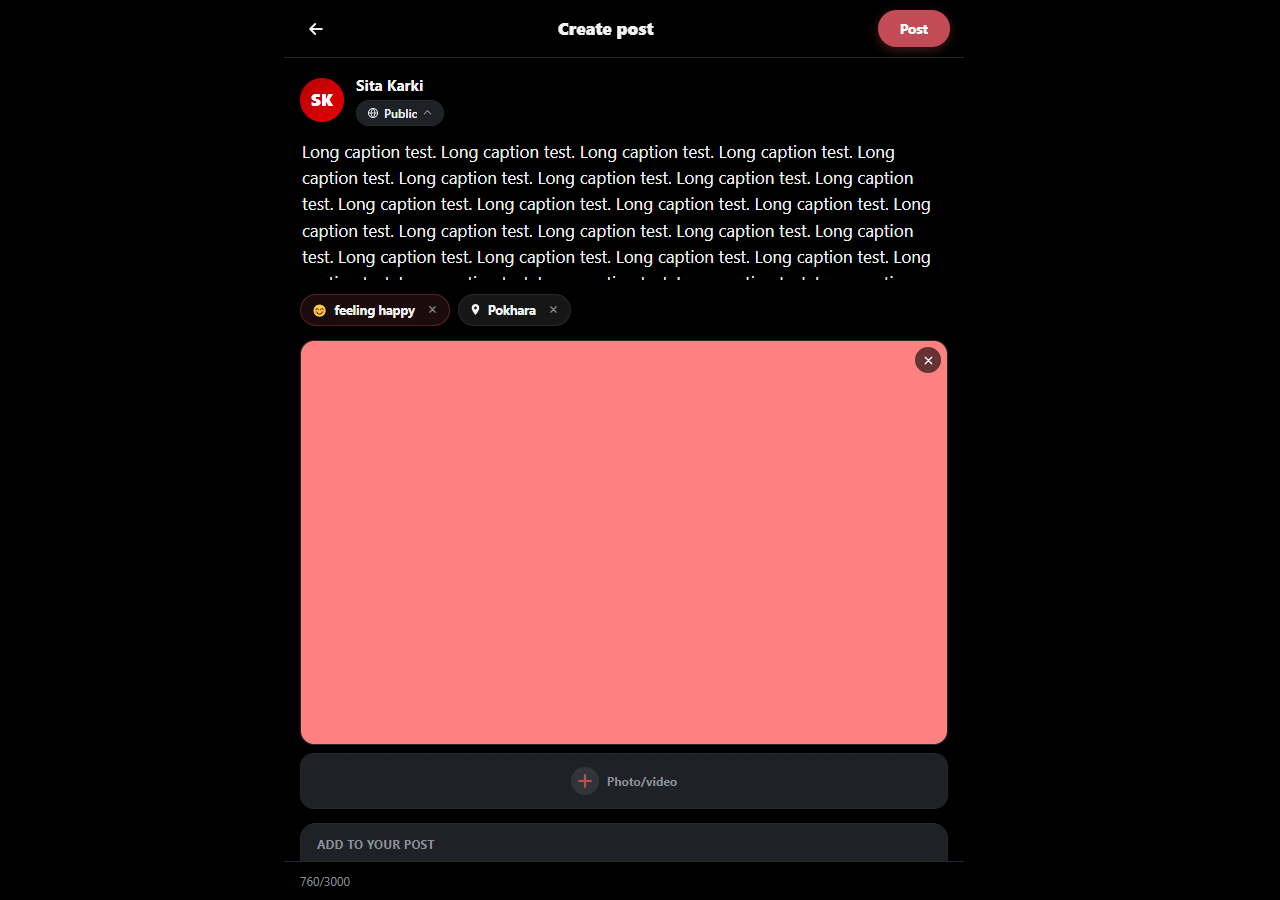 Create post
Post
SK
Sita Karki
Public
Long caption test. Long caption test. Long caption test. Long caption test. Long
caption test. Long caption test. Long caption test. Long caption test. Long caption
test. Long caption test. Long caption test. Long caption test. Long caption test. Long
caption test. Long caption test. Long caption test. Long caption test. Long caption
test. Long caption test. Long caption test. Long caption test. Long caption test. Long
😊 feeling happy ×
Pokhara ×
Photo/video
ADD TO YOUR POST
760/3000